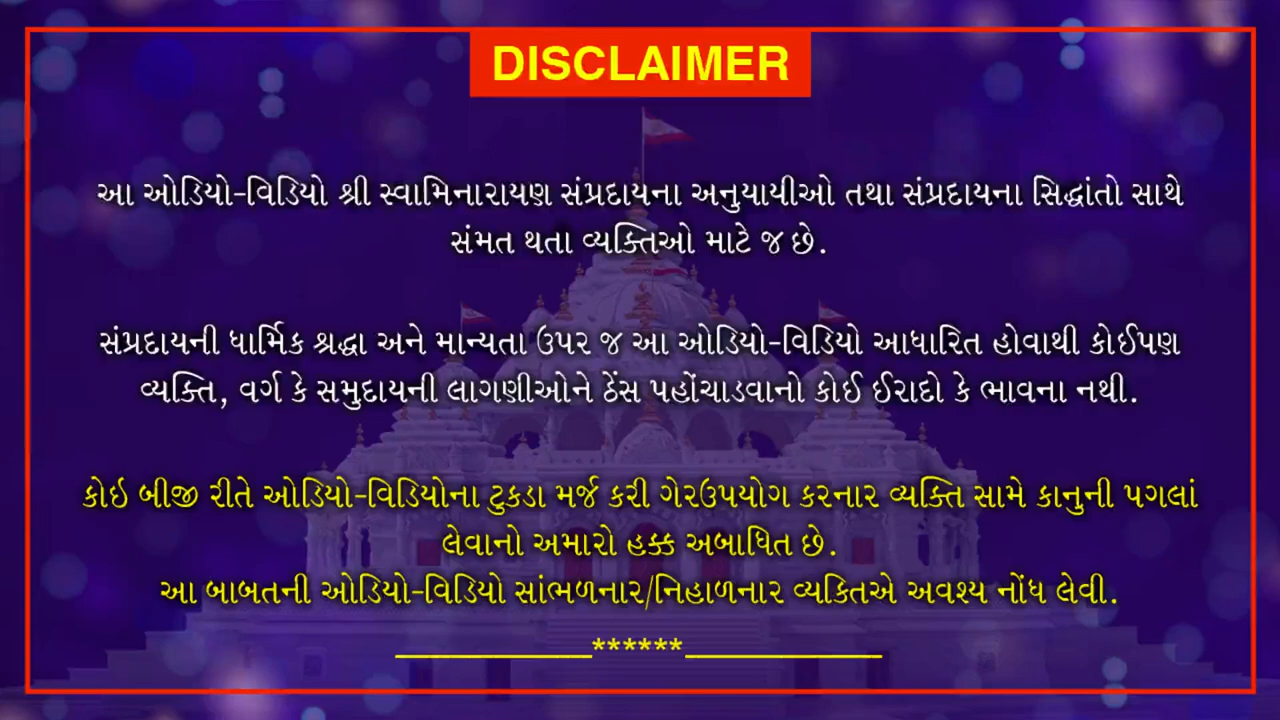 DISCLAIMER
આ ઓડિયો-વિડિયો શ્રી સ્વામિનારાયણ સંપ્રદાયના અનુયાયીઓ તથા સંપ્રદાયના સિદ્ધાંતો સાથે
સંમત થતા વ્યક્તિઓ માટે જ છે.
સંપ્રદાયની ધાર્મિક શ્રદ્ધા અને માન્યતા ઉપર જ આ ઓડિયો-વિડિયો આધારિત હોવાથી કોઈપણ
વ્યક્તિ, વર્ગ કે સમુદાયની લાગણીઓને ઠેંસ પહોંચાડવાનો કોઈ ઈરાદો કે ભાવના નથી.
કોઇ બીજી રીતે ઓડિયો-વિડિયોના ટુકડા મર્જ કરી ગેરઉપયોગ કરનાર વ્યક્તિ સામે કાનુની પગલાં
લેવાનો અમારો હક્ક અબાધિત છે.
આ બાબતની ઓડિયો-વિડિયો સાંભળનાર/નિહાળનાર વ્યકિતએ અવશ્ય નોંધ લેવી.
_____________******_____________